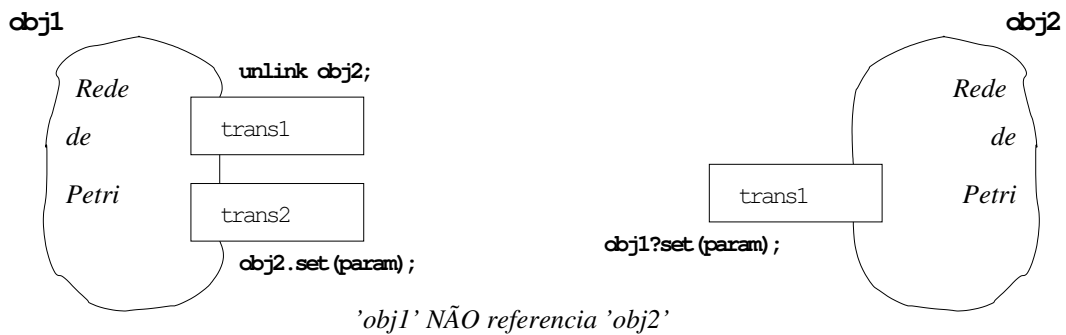 obj1
obj2
unlink obj2;
Rede
de
Petri
trans1
trans2
obj2.set(param);
Rede
de
Petri
trans1
obj1?set(param);
'obj1' NÃO referencia 'obj2'